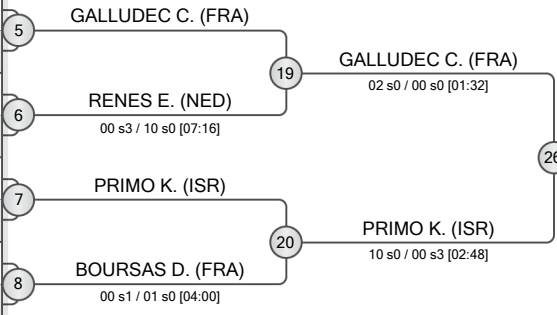 GALLUDEC C. (FRA)
5
19
GALLUDEC C. (FRA)
02 s0 / 00 s0 [01:32]
RENES E. (NED)
6
00 s3 / 10 s0 [07:16]
26
PRIMO K. (ISR)
7
20
PRIMO K. (ISR)
10 s0 / 00 s3 [02:48]
BOURSAS D. (FRA)
8
00 s1 / 01 s0 [04:00]